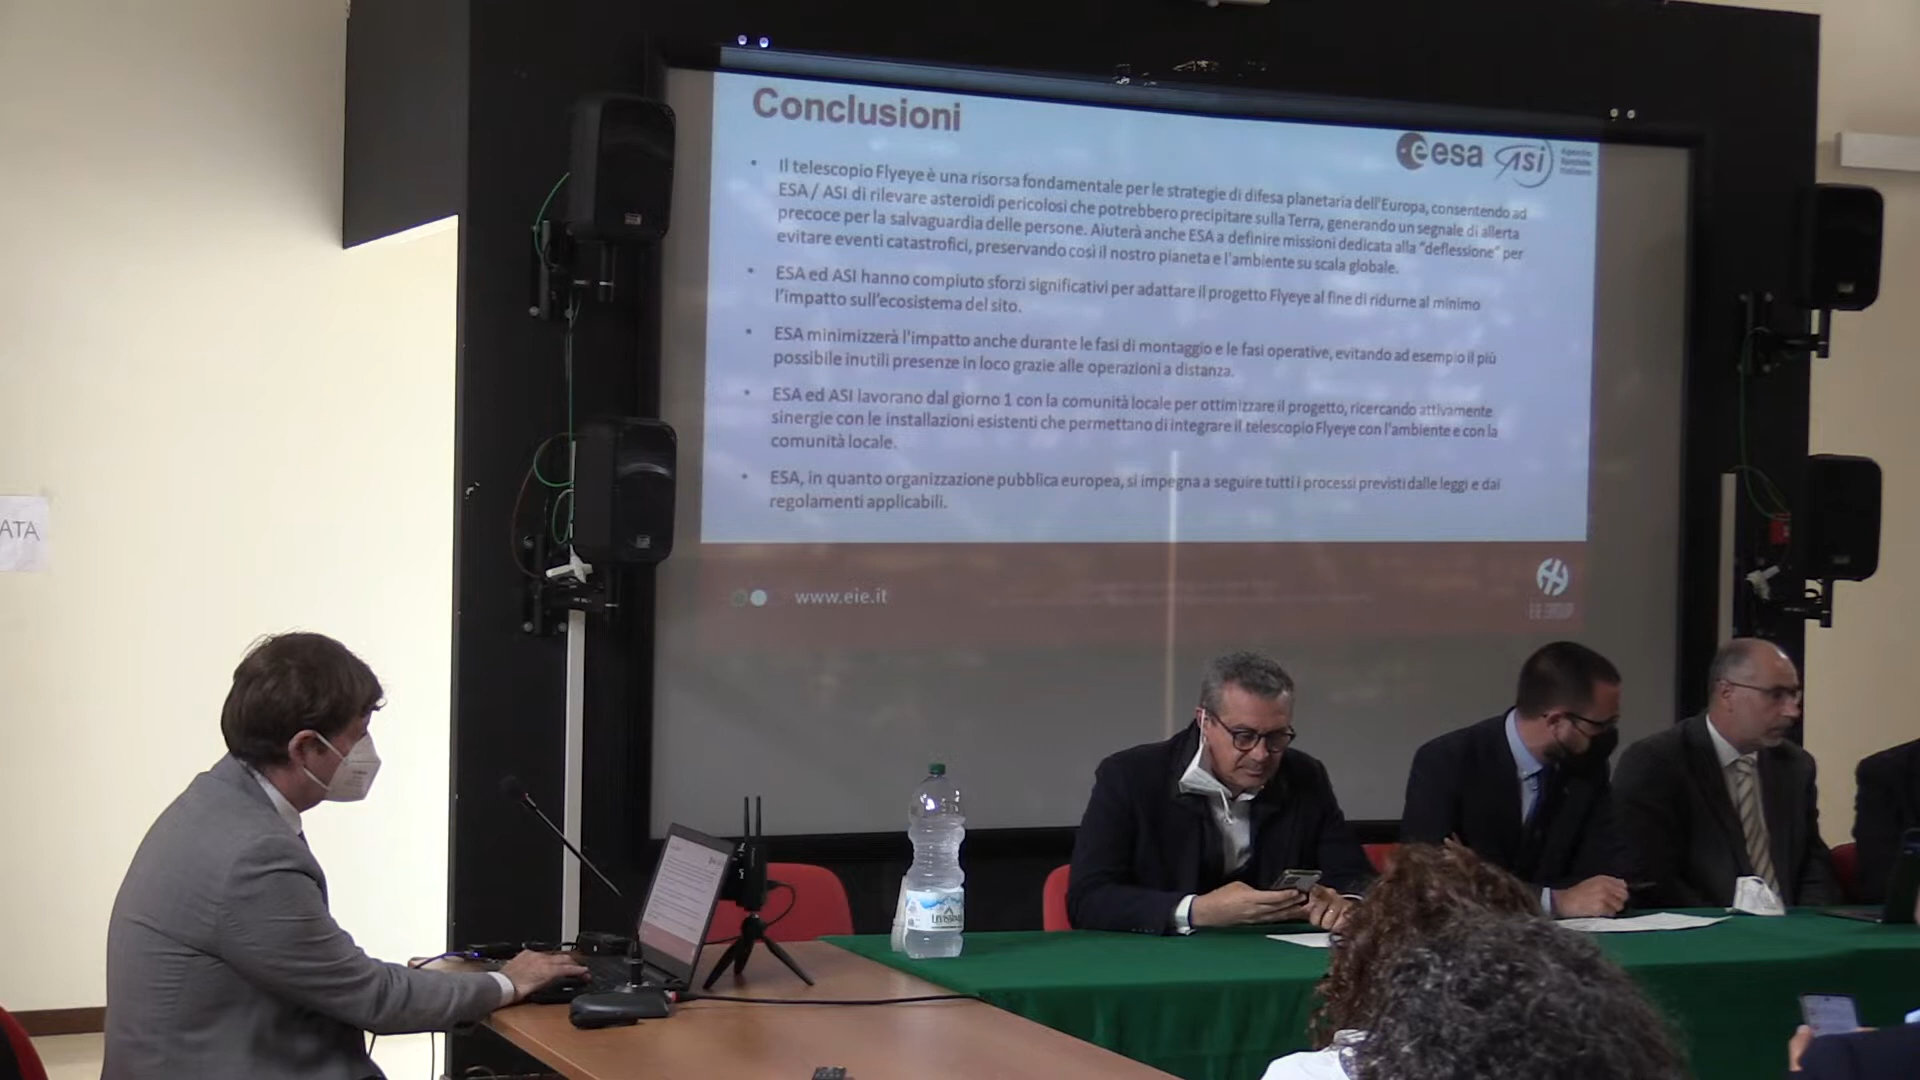 Conclusioni
eesa asi
Agenzia
Spaziale
Italiana
• Il telescopio Flyeye è una risorsa fondamentale per le strategie di difesa planetaria dell'Europa, consentendo ad
ESA / ASI di rilevare asteroidi pericolosi che potrebbero precipitare sulla Terra, generando un segnale di allerta
precoce per la salvaguardia delle persone. Aiuterà anche ESA a definire missioni dedicata alla "deflessione" per
evitare eventi catastrofici, preservando così il nostro pianeta e l'ambiente su scala globale.
• ESA ed ASI hanno compiuto sforzi significativi per adattare il progetto Flyeye al fine di ridurne al minimo
l'impatto sull'ecosistema del sito.
• ESA minimizzerà l'impatto anche durante le fasi di montaggio e le fasi operative, evitando ad esempio il più
possibile inutili presenze in loco grazie alle operazioni a distanza.
• ESA ed ASI lavorano dal giorno 1 con la comunità locale per ottimizzare il progetto, ricercando attivamente
sinergie con le installazioni esistenti che permettano di integrare il telescopio Flyeye con l'ambiente e con la
comunità locale.
• ESA, in quanto organizzazione pubblica europea, si impegna a seguire tutti i processi previsti dalle leggi e dai
regolamenti applicabili.
www.eie.it
EIE GROUP
ATA